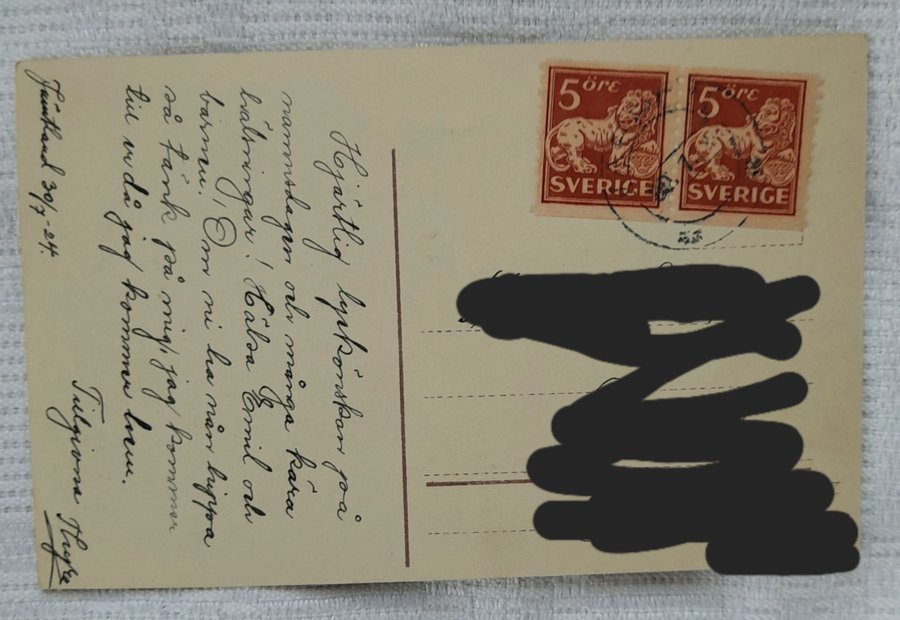 5 ÖRE
SVERIGE
5 ÖRE
SVERIGE
Hjärtlig lyckönskan på
namnsdagen och många kära
hälsningar! Hälsa Emil och
barnen! Om ni ha nån hippa
så tänk på mig, jag kommer
till er då jag kommer hem.
Tillgivna
Jämtland 30/7 -24.